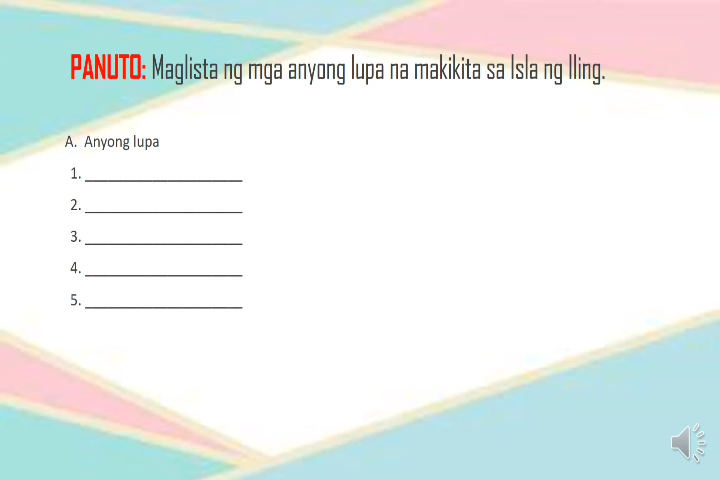 PANUTO: Maglista ng mga anyong lupa na makikita sa Isla ng Iling.
A. Anyong lupa
1. ____________________
2. ____________________
3. ____________________
4. ____________________
5. ____________________